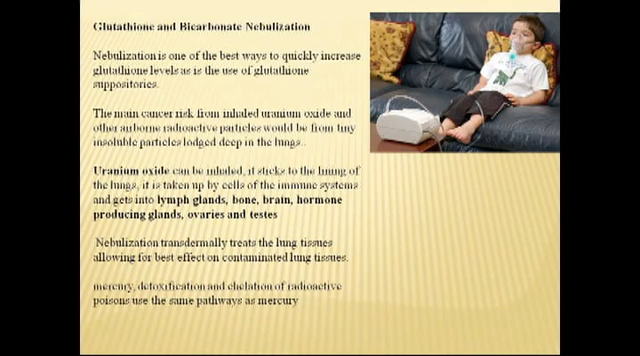 Glutathione and Bicarbonate Nebulization
Nebulization is one of the best ways to quickly increase
glutathione levels as is the use of glutathione
suppositories.
The main cancer risk from inhaled uranium oxide and
other airborne radioactive particles would be from tiny
insoluble particles lodged deep in the lungs..
Uranium oxide can be inhaled, it sticks to the lining of
the lungs, it is taken up by cells of the immune systems
and gets into lymph glands, bone, brain, hormone
producing glands, ovaries and testes
Nebulization transdermally treats the lung tissues
allowing for best effect on contaminated lung tissues.
mercury, detoxification and chelation of radioactive
poisons use the same pathways as mercury